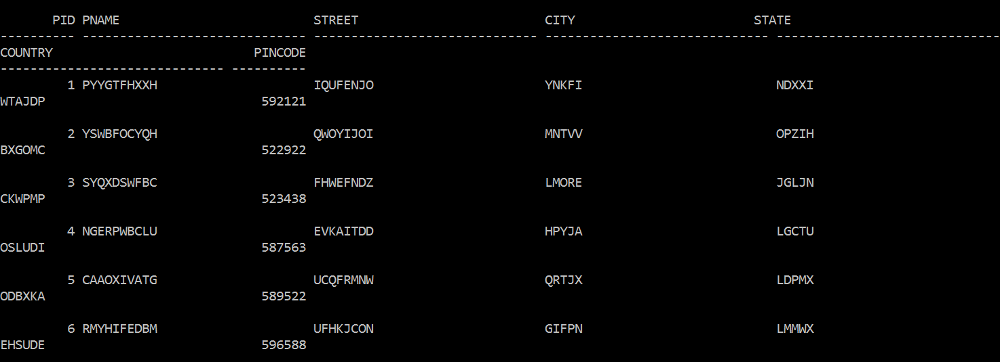 PID PNAME STREET CITY STATE
---------- ------------------------------ ------------------------------ ------------------------------ ------------------------------
COUNTRY PINCODE
------------------------------ ----------
1 PYYGTFHXXH IQUFENJO YNKFI NDXXI
WTAJDP 592121
2 YSWBFOCYQH QWOYIJOI MNTVV OPZIH
BXGOMC 522922
3 SYQXDSWFBC FHWEFNDZ LMORE JGLJN
CKWPMP 523438
4 NGERPWBCLU EVKAITDD HPYJA LGCTU
OSLUDI 587563
5 CAAOXIVATG UCQFRMNW QRTJX LDPMX
ODBXKA 589522
6 RMYHIFEDBM UFHKJCON GIFPN LMMWX
EHSUDE 596588